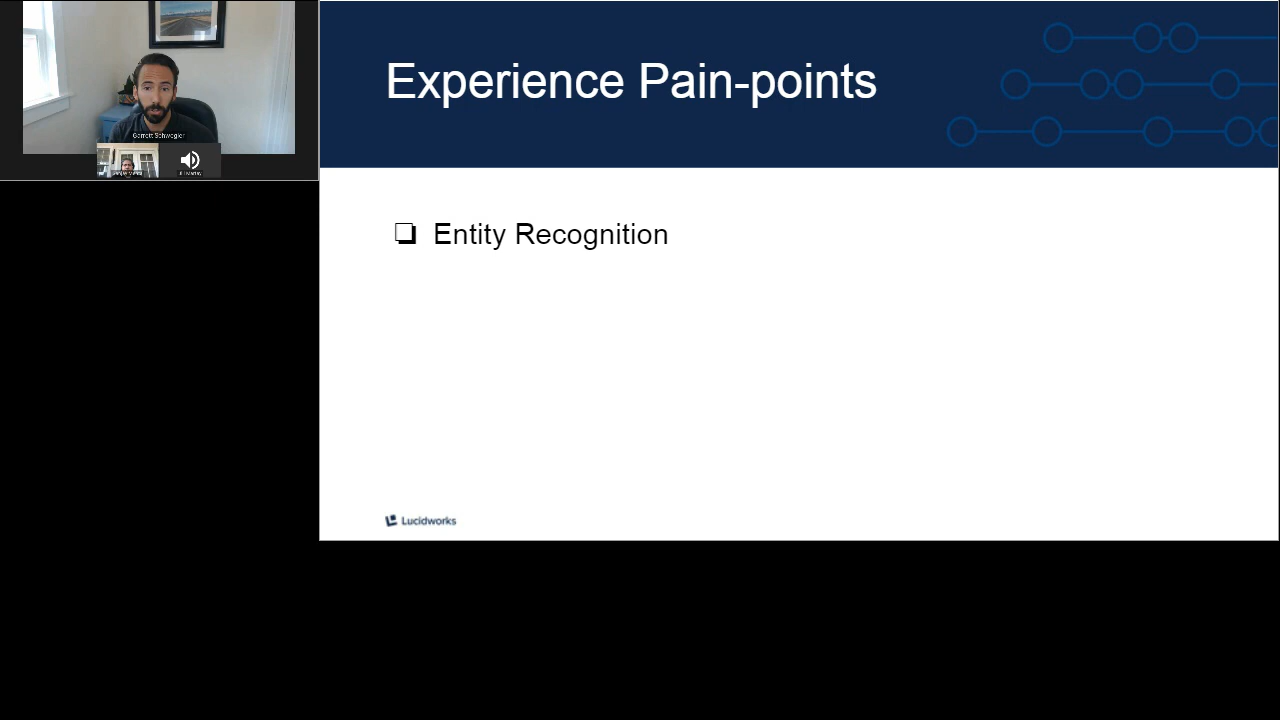 Garrett Schwegler
Experience Pain-points
Entity Recognition
Lucidworks